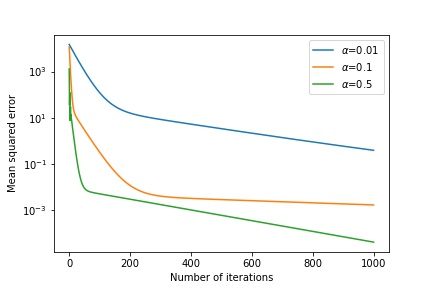 α=0.01
α=0.1
α=0.5
10³
10¹
10⁻¹
10⁻³
Mean squared error
0
200
400
600
800
1000
Number of iterations